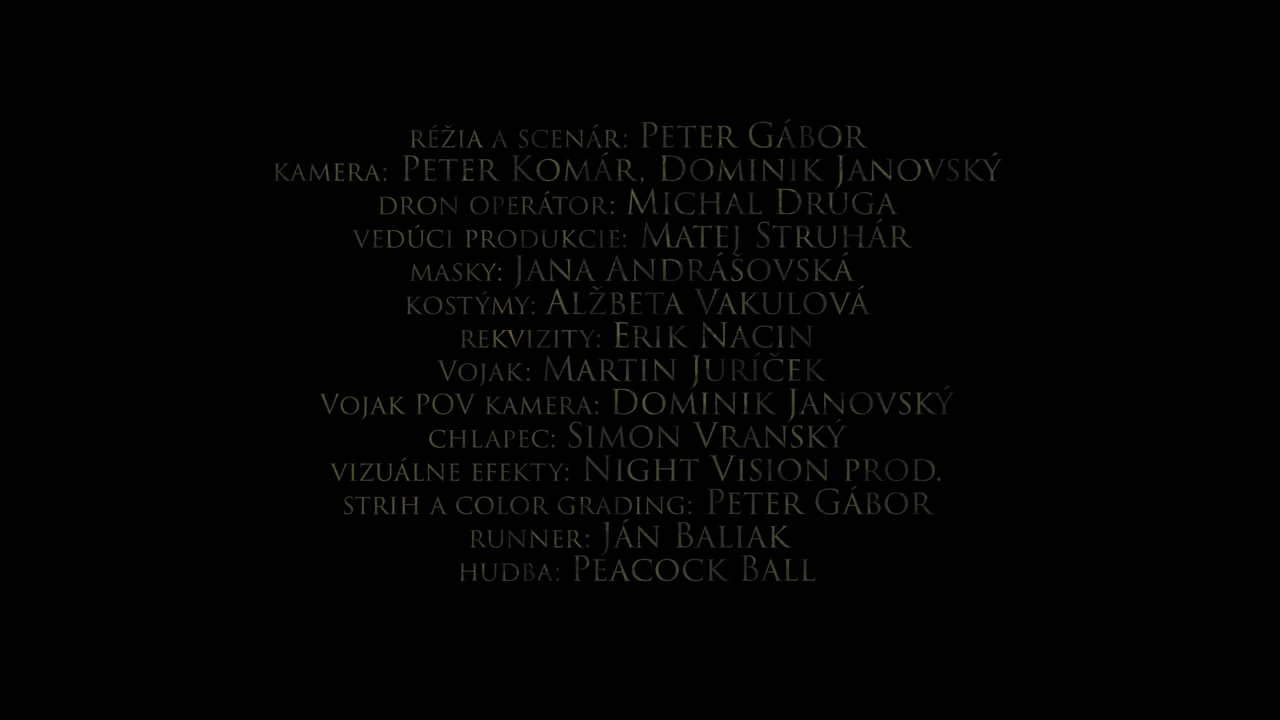 réžia a scenár: Peter Gábor
kamera: Peter Komár, Dominik Janovský
dron operátor: Michal Druga
vedúci produkcie: Matej Struhár
masky: Jana Andrášovská
kostýmy: Alžbeta Vakulová
rekvizity: Erik Nacin
Vojak: Martin Juríček
Vojak POV kamera: Dominik Janovský
chlapec: Simon Vranský
vizuálne efekty: Night Vision prod.
strih a color grading: Peter Gábor
runner: Ján Baliak
hudba: Peacock Ball